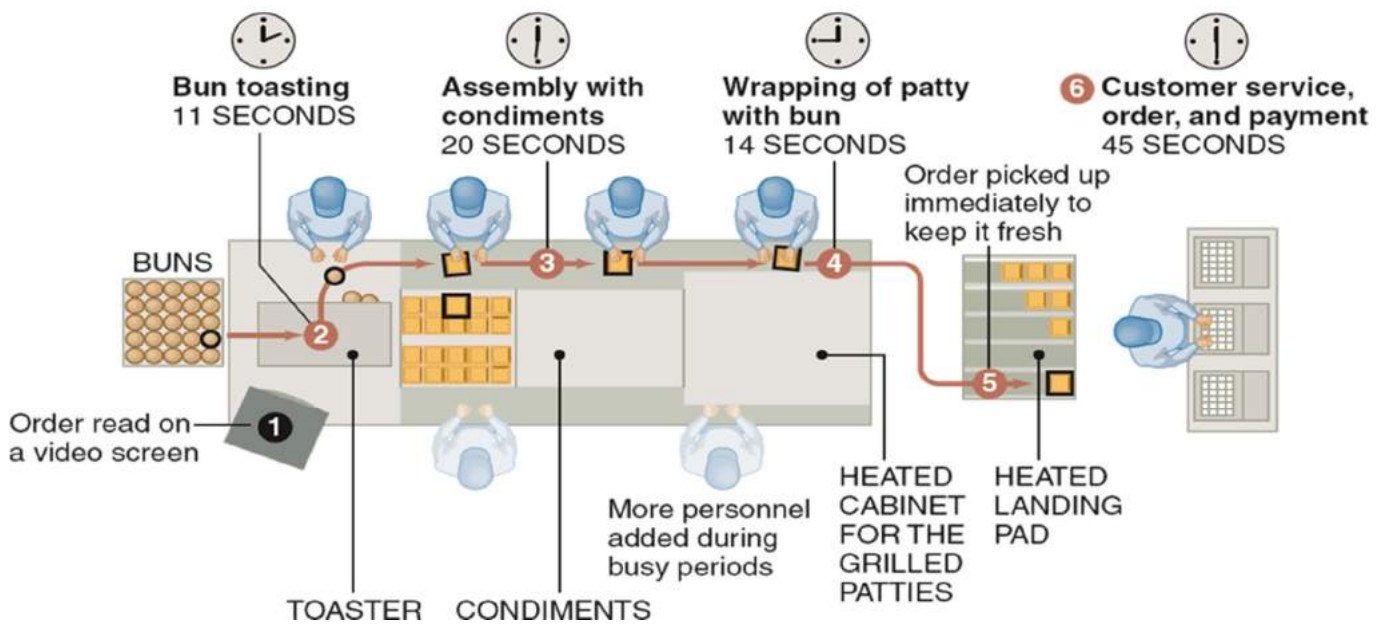 Bun toasting
11 SECONDS
Assembly with
condiments
20 SECONDS
Wrapping of patty
with bun
14 SECONDS
6 Customer service,
order, and payment
45 SECONDS
Order picked up
immediately to
keep it fresh
BUNS
2
3
4
5
1
Order read on
a video screen
More personnel
added during
busy periods
HEATED
CABINET
FOR THE
GRILLED
PATTIES
HEATED
LANDING
PAD
TOASTER
CONDIMENTS